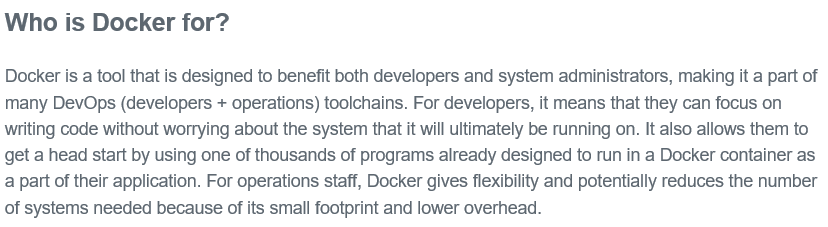 Who is Docker for?
Docker is a tool that is designed to benefit both developers and system administrators, making it a part of
many DevOps (developers + operations) toolchains. For developers, it means that they can focus on
writing code without worrying about the system that it will ultimately be running on. It also allows them to
get a head start by using one of thousands of programs already designed to run in a Docker container as
a part of their application. For operations staff, Docker gives flexibility and potentially reduces the number
of systems needed because of its small footprint and lower overhead.